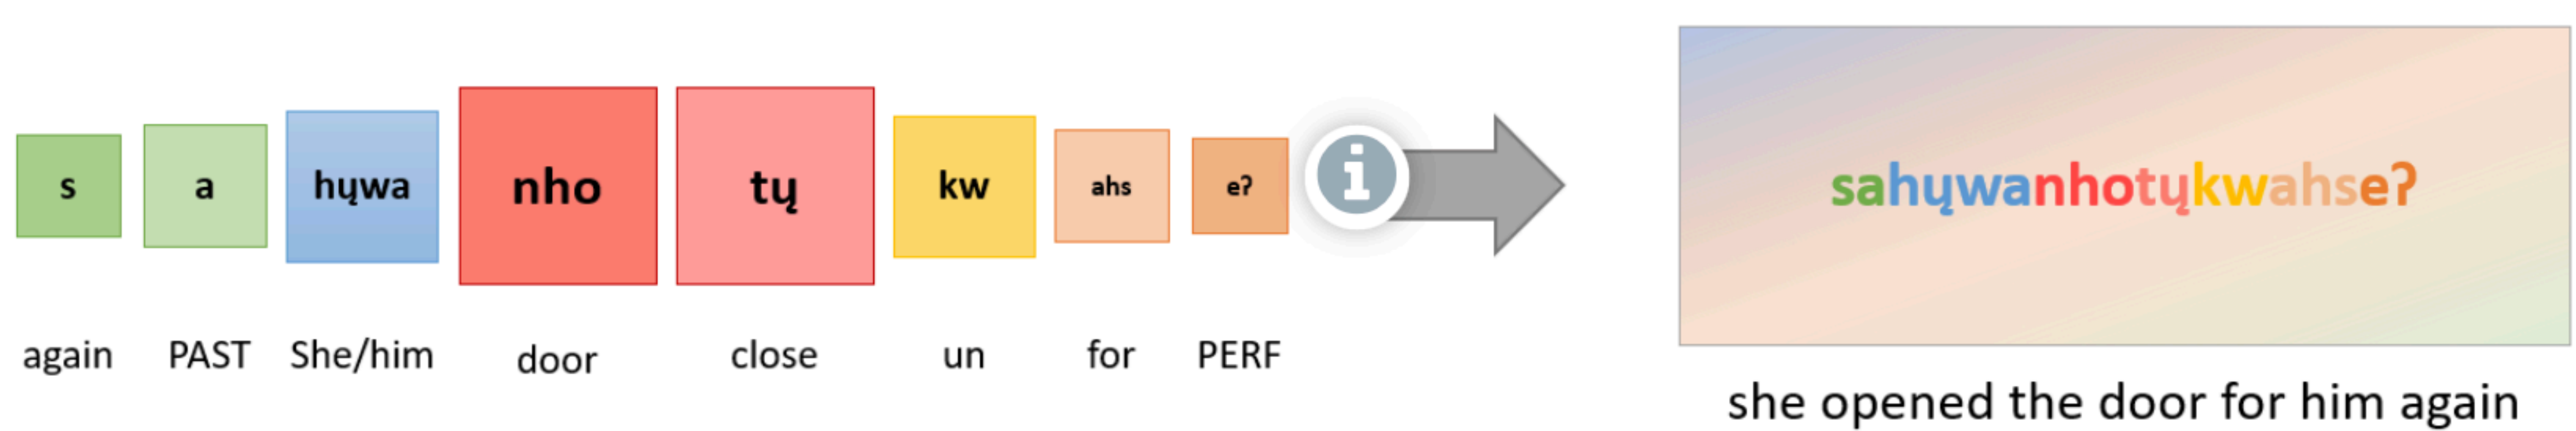 s a hųwa nho tų kw ahs eʔ
again PAST She/him door close un for PERF
sahųwanhotųkwahseʔ
she opened the door for him again